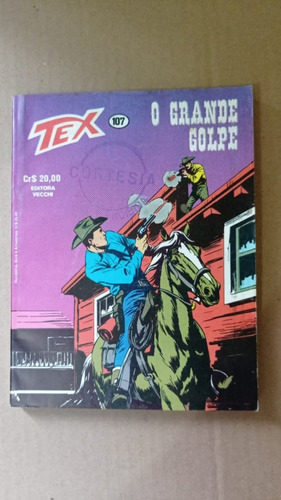 TEX
107
O GRANDE
GOLPE
CORTESIA
Cr$ 20,00
EDITORA
VECCHI